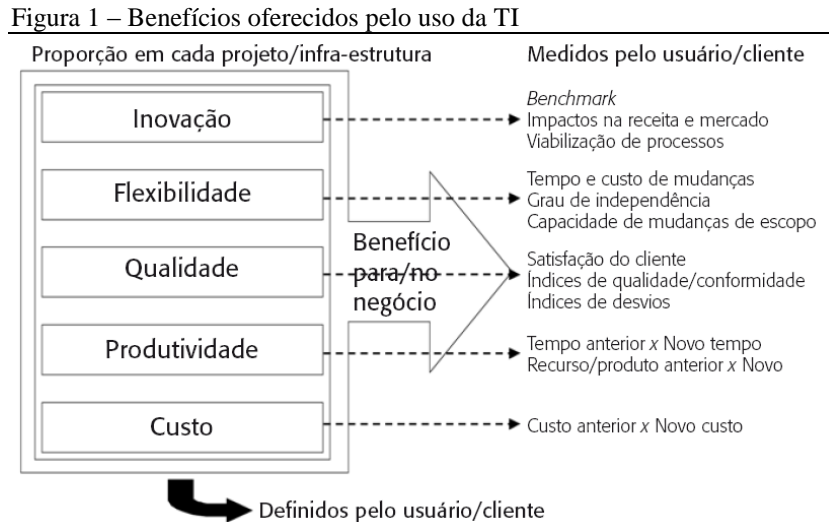 Figura 1 – Benefícios oferecidos pelo uso da TI
Proporção em cada projeto/infra-estrutura
Medidos pelo usuário/cliente
Inovação
Benchmark
Impactos na receita e mercado
Viabilização de processos
Flexibilidade
Tempo e custo de mudanças
Grau de independência
Capacidade de mudanças de escopo
Benefício
para/no
negócio
Qualidade
Satisfação do cliente
Índices de qualidade/conformidade
Índices de desvios
Produtividade
Tempo anterior x Novo tempo
Recurso/produto anterior x Novo
Custo
Custo anterior x Novo custo
Definidos pelo usuário/cliente